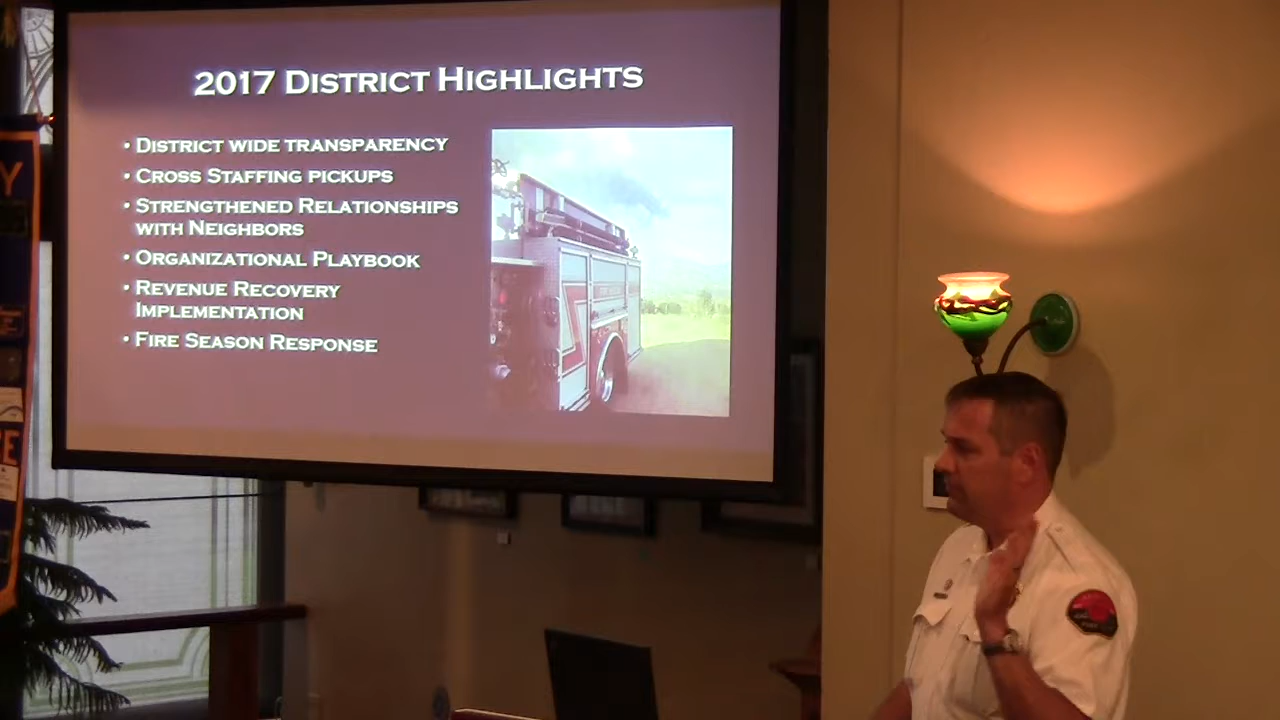 2017 District Highlights
• District wide transparency
• Cross Staffing pickups
• Strengthened Relationships
with Neighbors
• Organizational Playbook
• Revenue Recovery
Implementation
• Fire Season Response
Y
E